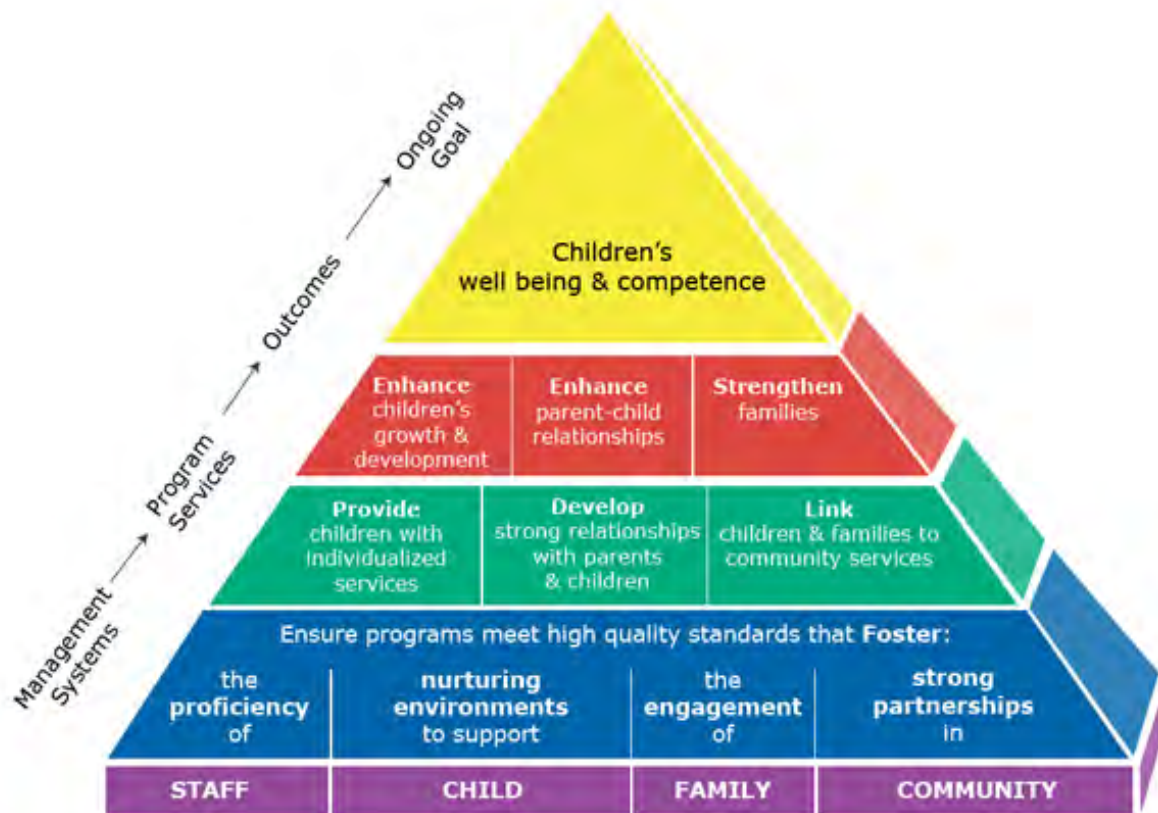 Ongoing
Goal
Outcomes
Program
Services
Management
Systems
Children's
well being & competence
Enhance
children's
growth &
development
Enhance
parent-child
relationships
Strengthen
families
Provide
children with
individualized
services
Develop
strong relationships
with parents
& children
Link
children & families to
community services
Ensure programs meet high quality standards that Foster:
the
proficiency
of
nurturing
environments
to support
the
engagement
of
strong
partnerships
in
STAFF
CHILD
FAMILY
COMMUNITY